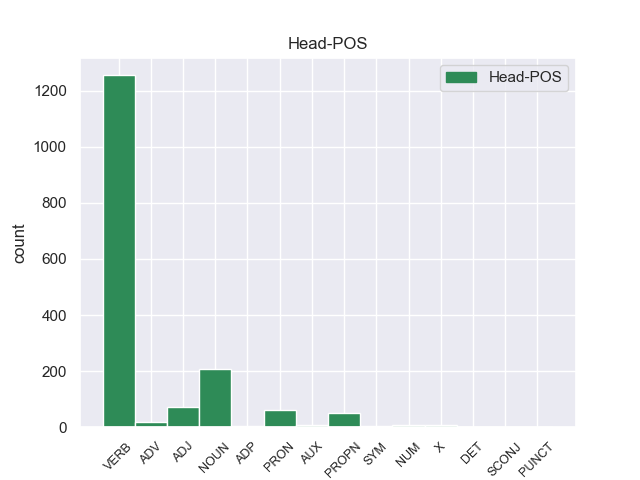 Head-POS
Head-POS
1200
1000
800
600
400
200
0
count
VERB
ADV
ADJ
NOUN
ADP
PRON
AUX
PROPN
SYM
NUM
X
DET
SCONJ
PUNCT